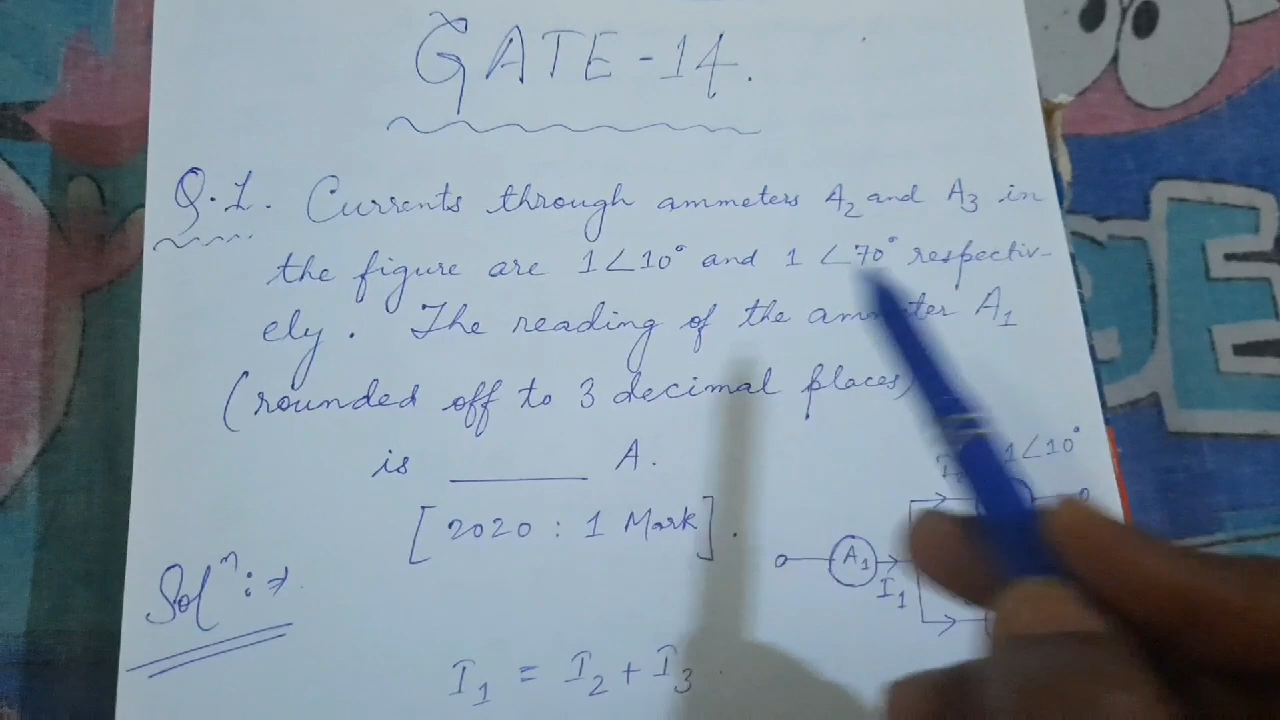 GATE-14.
Q.1. Currents through ammeters A2 and A3 in
the figure are 1∠10° and 1∠70° respectiv-
ely. The reading of the ammeter A1
(rounded off to 3 decimal places)
is ______ A.
[2020 : 1 Mark].
1∠10°
A1
I1
Solⁿ :→
I1 = I2 + I3